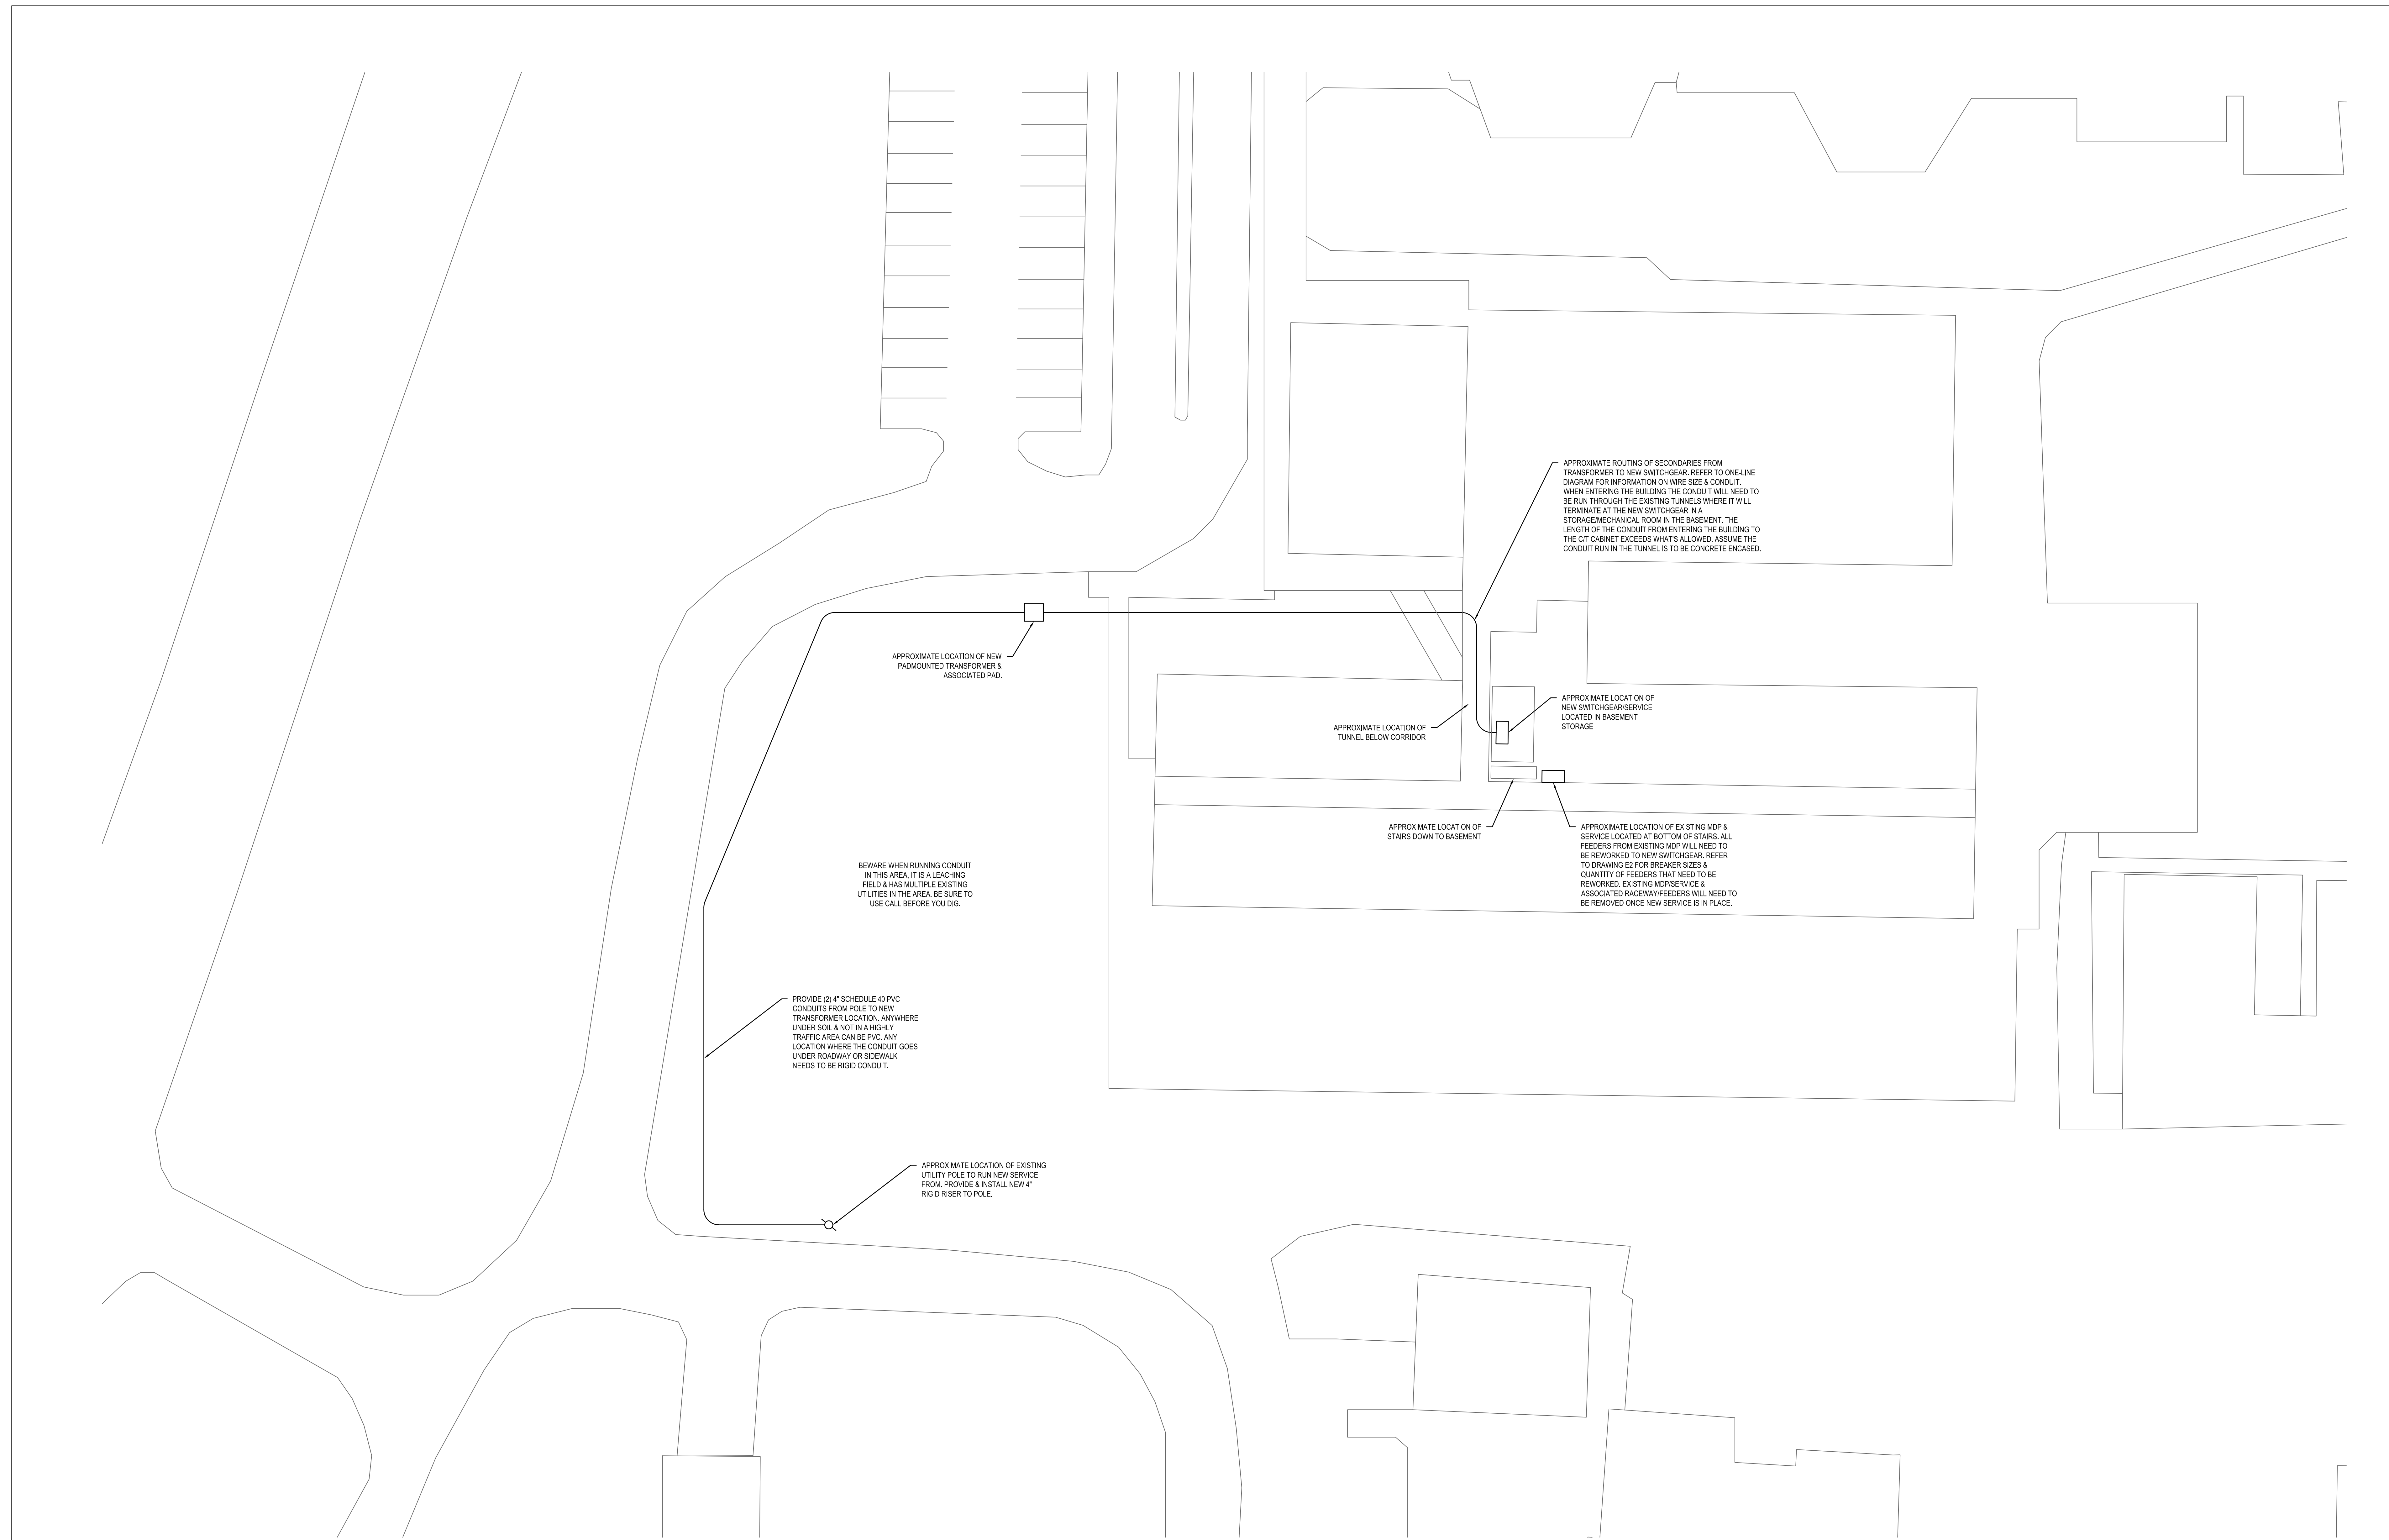 APPROXIMATE ROUTING OF SECONDARIES FROM
TRANSFORMER TO NEW SWITCHGEAR. REFER TO ONE-LINE
DIAGRAM FOR INFORMATION ON WIRE SIZE & CONDUIT.
WHEN ENTERING THE BUILDING THE CONDUIT WILL NEED TO
BE RUN THROUGH THE EXISTING TUNNELS WHERE IT WILL
TERMINATE AT THE NEW SWITCHGEAR IN A
STORAGE/MECHANICAL ROOM IN THE BASEMENT. THE
LENGTH OF THE CONDUIT FROM ENTERING THE BUILDING TO
THE C/T CABINET EXCEEDS WHAT'S ALLOWED. ASSUME THE
CONDUIT RUN IN THE TUNNEL IS TO BE CONCRETE ENCASED.
APPROXIMATE LOCATION OF NEW
PADMOUNTED TRANSFORMER &
ASSOCIATED PAD.
APPROXIMATE LOCATION OF
NEW SWITCHGEAR/SERVICE
LOCATED IN BASEMENT
STORAGE
APPROXIMATE LOCATION OF
TUNNEL BELOW CORRIDOR
APPROXIMATE LOCATION OF
STAIRS DOWN TO BASEMENT
APPROXIMATE LOCATION OF EXISTING MDP &
SERVICE LOCATED AT BOTTOM OF STAIRS. ALL
FEEDERS FROM EXISTING MDP WILL NEED TO
BE REWORKED TO NEW SWITCHGEAR. REFER
TO DRAWING E2 FOR BREAKER SIZES &
QUANTITY OF FEEDERS THAT NEED TO BE
REWORKED. EXISTING MDP/SERVICE &
ASSOCIATED RACEWAY/FEEDERS WILL NEED TO
BE REMOVED ONCE NEW SERVICE IS IN PLACE.
BEWARE WHEN RUNNING CONDUIT
IN THIS AREA, IT IS A LEACHING
FIELD & HAS MULTIPLE EXISTING
UTILITIES IN THE AREA. BE SURE TO
USE CALL BEFORE YOU DIG.
PROVIDE (2) 4" SCHEDULE 40 PVC
CONDUITS FROM POLE TO NEW
TRANSFORMER LOCATION. ANYWHERE
UNDER SOIL & NOT IN A HIGHLY
TRAFFIC AREA CAN BE PVC. ANY
LOCATION WHERE THE CONDUIT GOES
UNDER ROADWAY OR SIDEWALK
NEEDS TO BE RIGID CONDUIT.
APPROXIMATE LOCATION OF EXISTING
UTILITY POLE TO RUN NEW SERVICE
FROM. PROVIDE & INSTALL NEW 4"
RIGID RISER TO POLE.